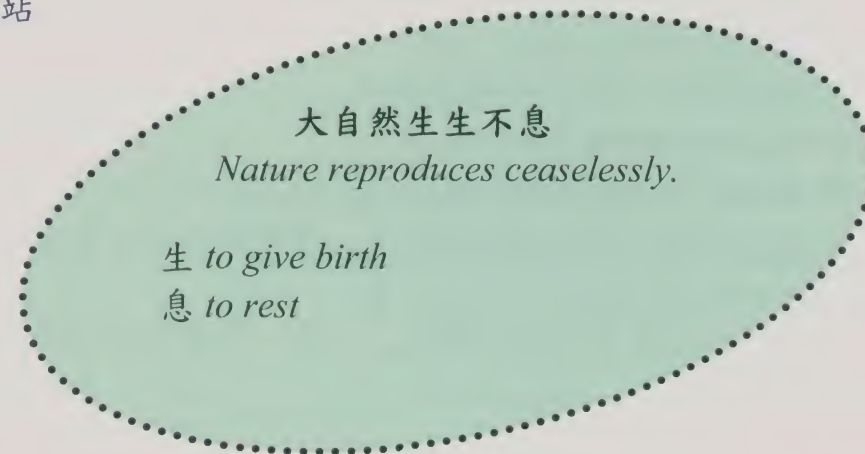 站
大自然生生不息
Nature reproduces ceaselessly.
生 to give birth
息 to rest